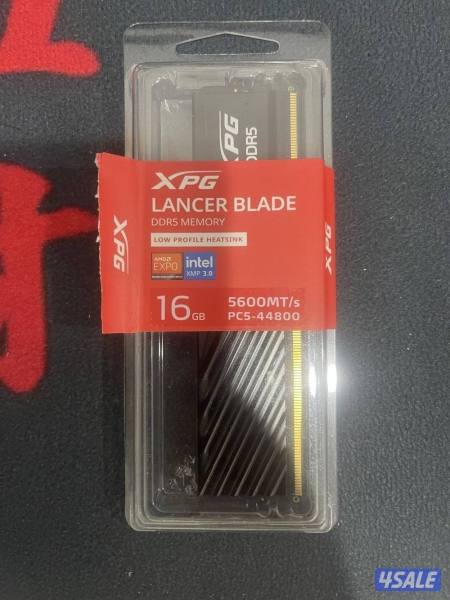 XPG
DDR5
XPG
LANCER BLADE
DDR5 MEMORY
LOW PROFILE HEATSINK
XPG
XPG
AMD
EXPO
intel
XMP 3.0
16GB
5600MT/s
PC5-44800
4SALE